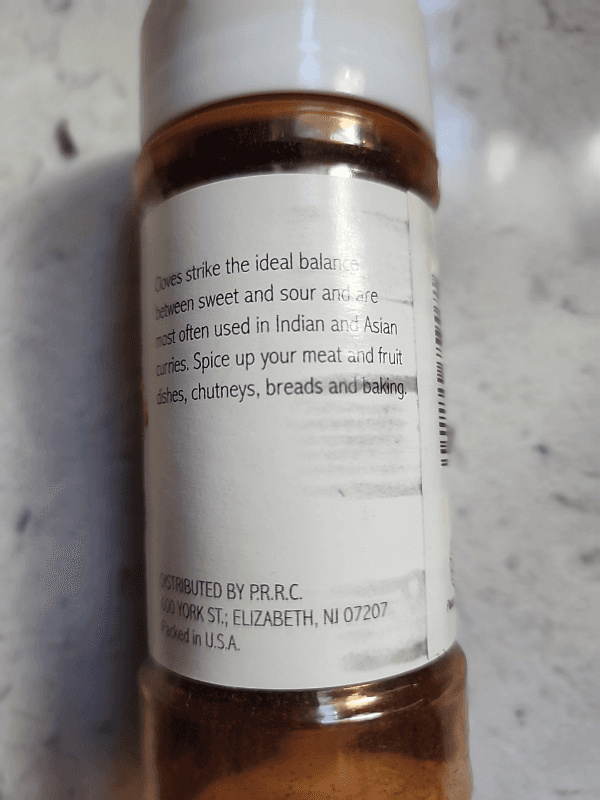 Cloves strike the ideal balance
between sweet and sour and are
most often used in Indian and Asian
curries. Spice up your meat and fruit
dishes, chutneys, breads and baking.
DISTRIBUTED BY P.R.R.C.
600 YORK ST.; ELIZABETH, NJ 07207
Packed in U.S.A.